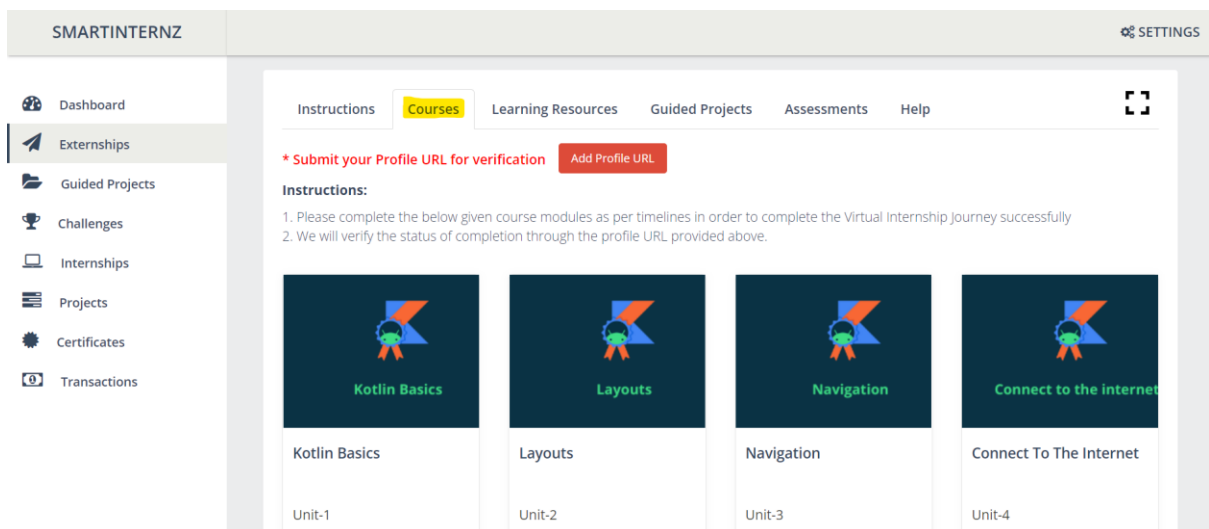 SMARTINTERNZ
SETTINGS
Dashboard
Externships
Guided Projects
Challenges
Internships
Projects
Certificates
Transactions
Instructions Courses Learning Resources Guided Projects Assessments Help
* Submit your Profile URL for verification Add Profile URL
Instructions:
1. Please complete the below given course modules as per timelines in order to complete the Virtual Internship Journey successfully
2. We will verify the status of completion through the profile URL provided above.
Kotlin Basics Layouts Navigation Connect to the internet
Kotlin Basics Layouts Navigation Connect To The Internet
Unit-1 Unit-2 Unit-3 Unit-4